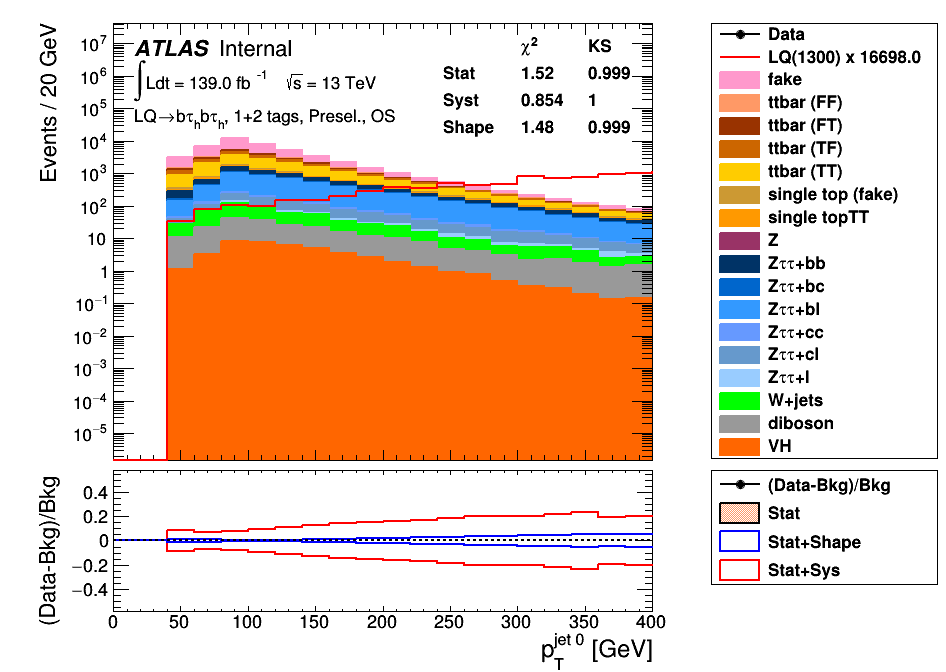 Events / 20 GeV
10⁷
10⁶
10⁵
10⁴
10³
10²
10
1
10⁻¹
10⁻²
10⁻³
10⁻⁴
10⁻⁵
ATLAS Internal
∫Ldt = 139.0 fb⁻¹ √s = 13 TeV
LQ→bτₕbτₕ, 1+2 tags, Presel., OS
χ² KS
Stat 1.52 0.999
Syst 0.854 1
Shape 1.48 0.999
Data
LQ(1300) x 16698.0
fake
ttbar (FF)
ttbar (FT)
ttbar (TF)
ttbar (TT)
single top (fake)
single topTT
Z
Zττ+bb
Zττ+bc
Zττ+bl
Zττ+cc
Zττ+cl
Zττ+l
W+jets
diboson
VH
(Data-Bkg)/Bkg
0.4
0.2
0
−0.2
−0.4
0 50 100 150 200 250 300 350 400
p_T^{jet 0} [GeV]
(Data-Bkg)/Bkg
Stat
Stat+Shape
Stat+Sys